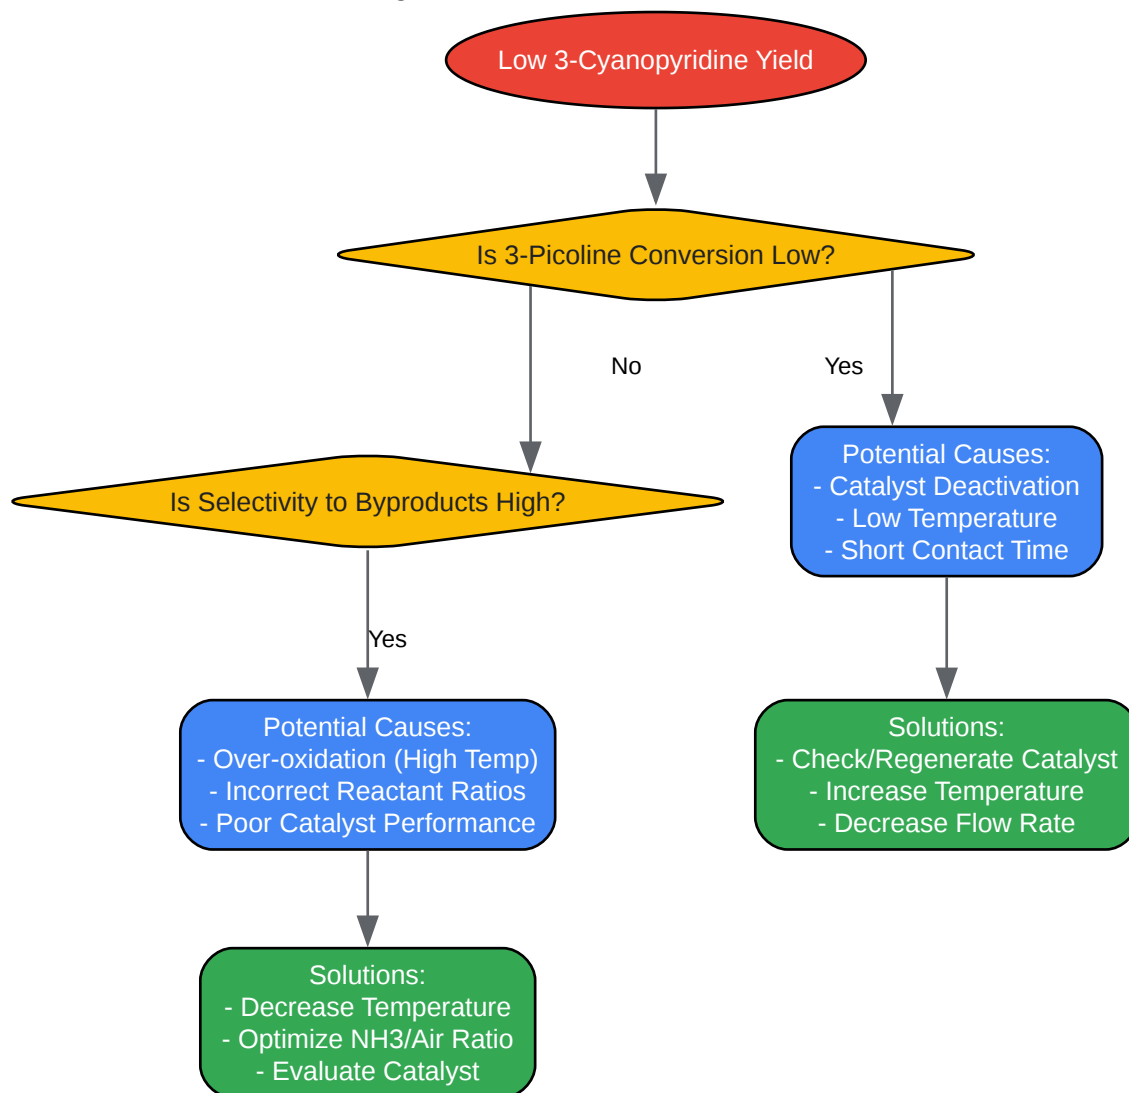 Low 3-Cyanopyridine Yield
Is 3-Picoline Conversion Low?
No
Yes
Potential Causes:
- Catalyst Deactivation
- Low Temperature
- Short Contact Time
Is Selectivity to Byproducts High?
Yes
Potential Causes:
- Over-oxidation (High Temp)
- Incorrect Reactant Ratios
- Poor Catalyst Performance
Solutions:
- Check/Regenerate Catalyst
- Increase Temperature
- Decrease Flow Rate
Solutions:
- Decrease Temperature
- Optimize NH3/Air Ratio
- Evaluate Catalyst